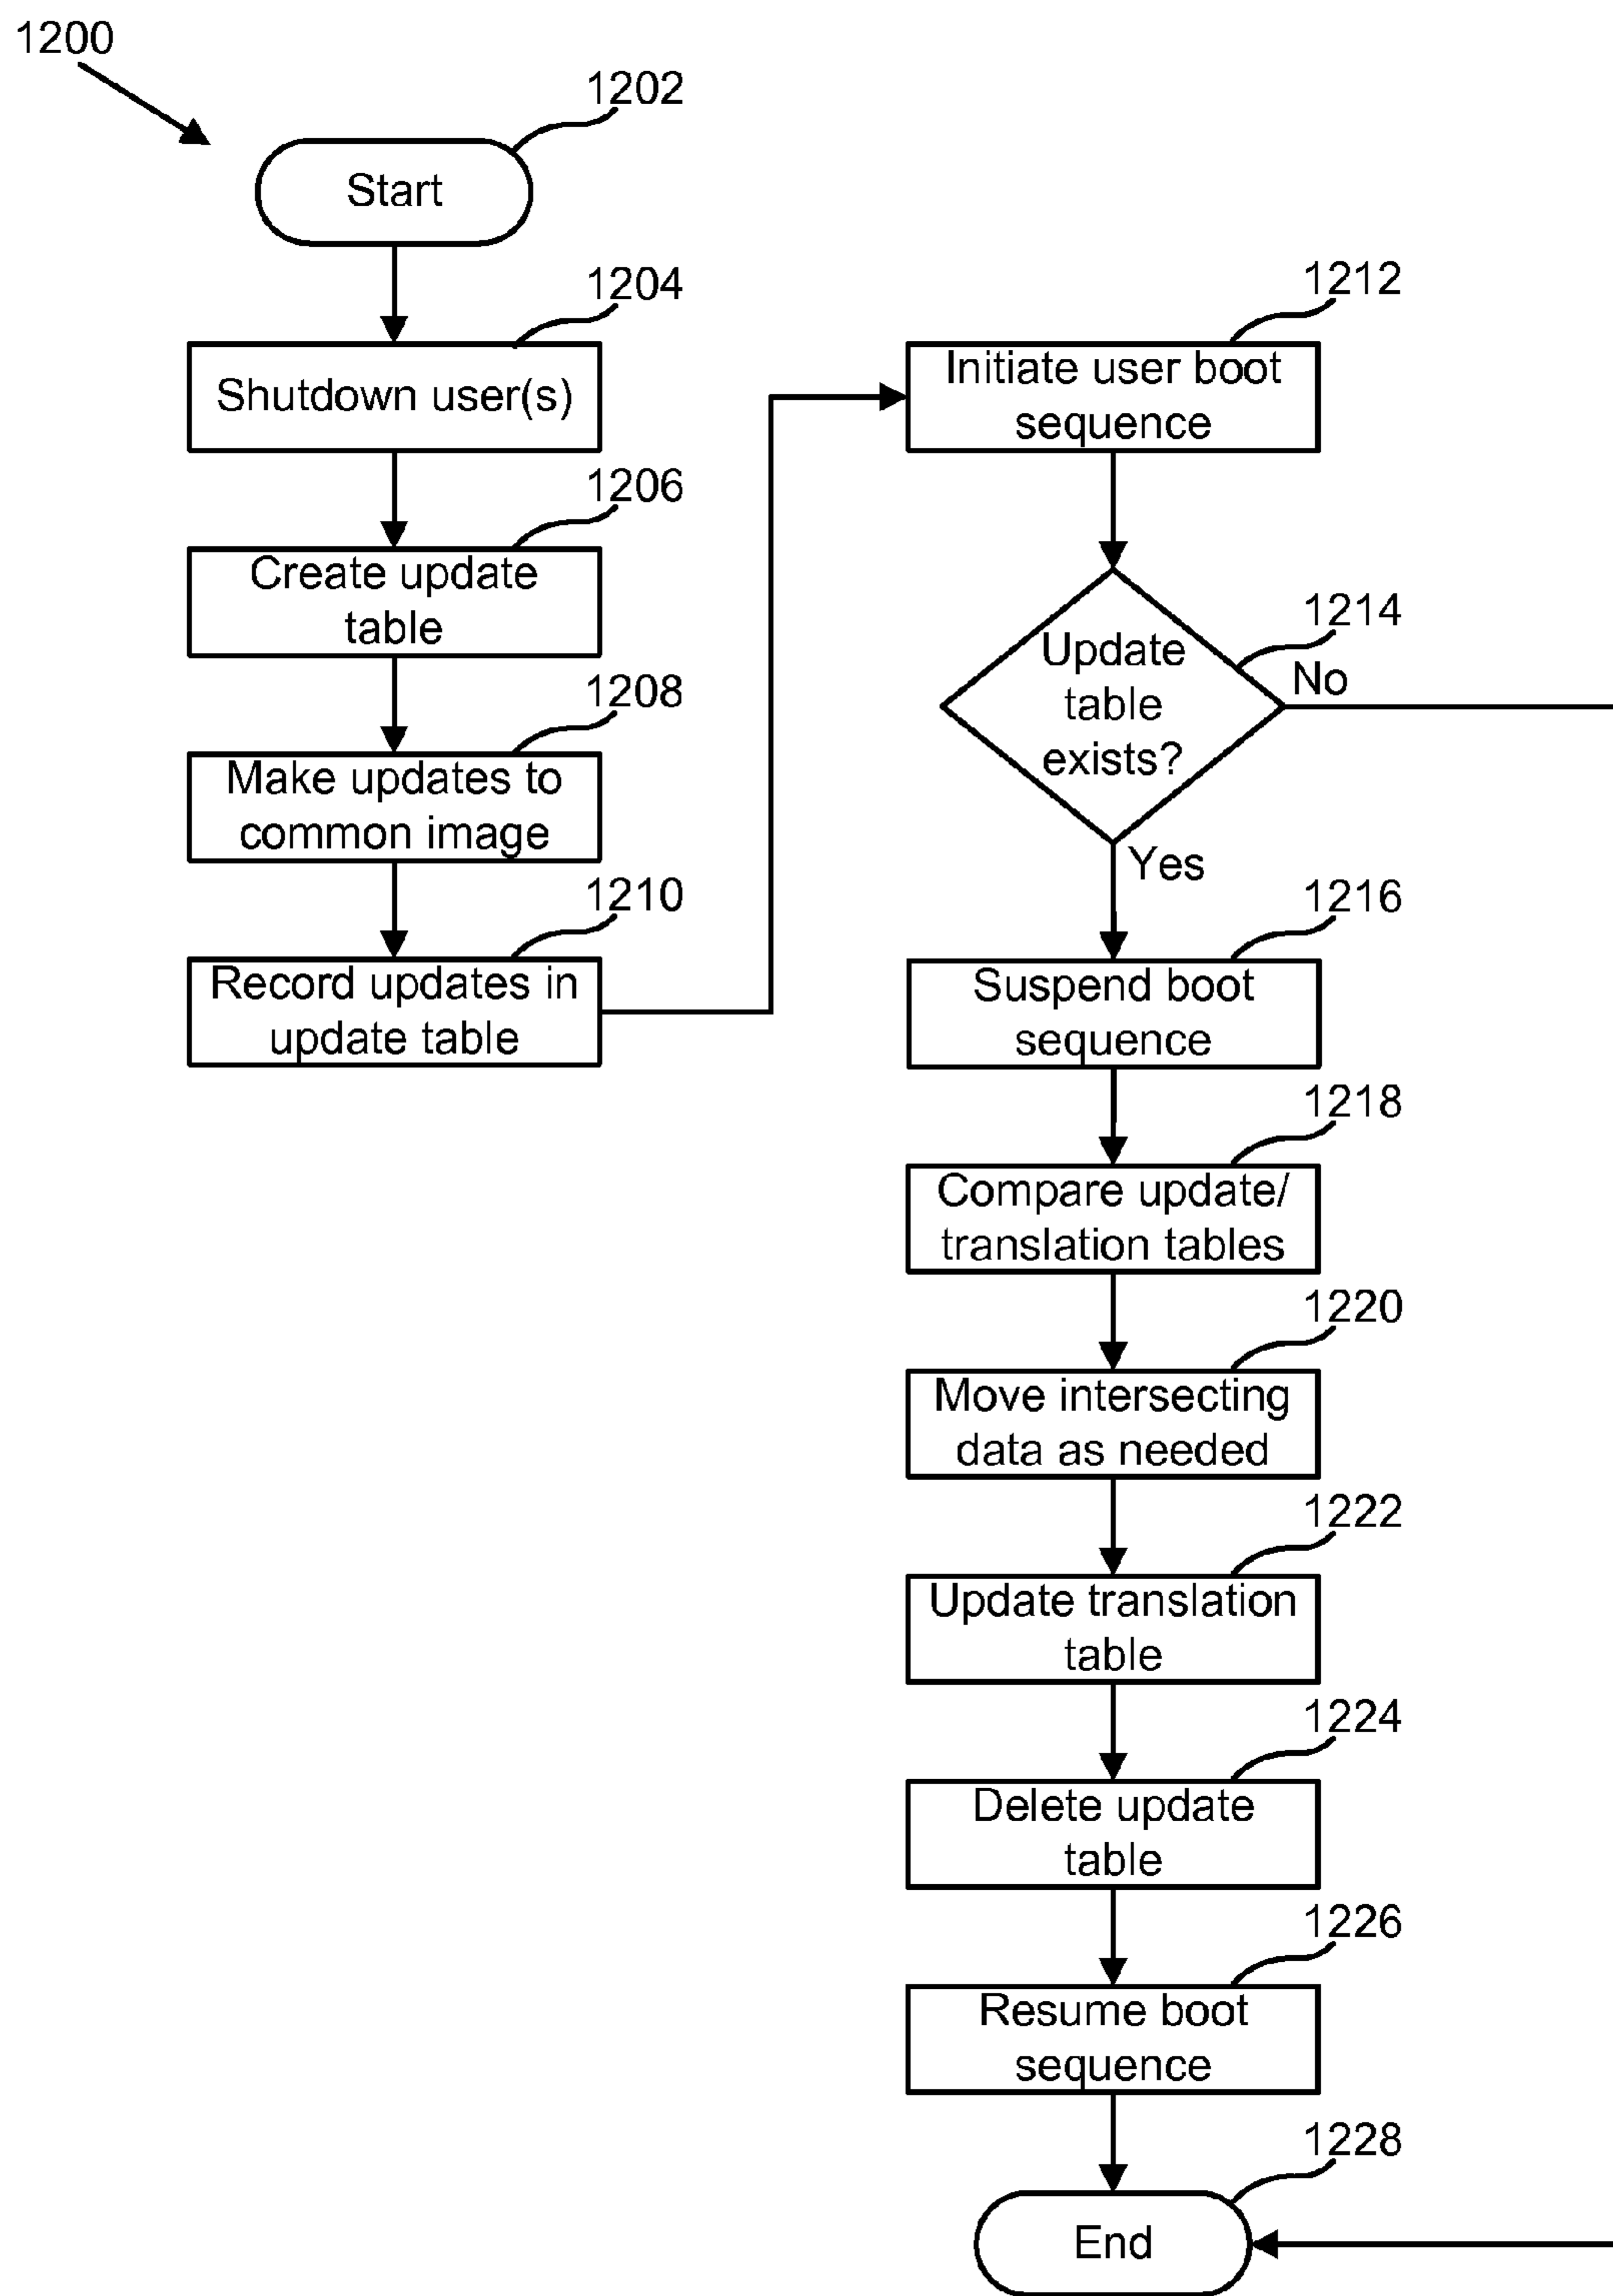 1200
1202
Start
1204
Shutdown user(s)
1206
Create update
table
1208
Make updates to
common image
1210
Record updates in
update table
1212
Initiate user boot
sequence
1214
Update
table
exists?
No
Yes
1216
Suspend boot
sequence
1218
Compare update/
translation tables
1220
Move intersecting
data as needed
1222
Update translation
table
1224
Delete update
table
1226
Resume boot
sequence
1228
End